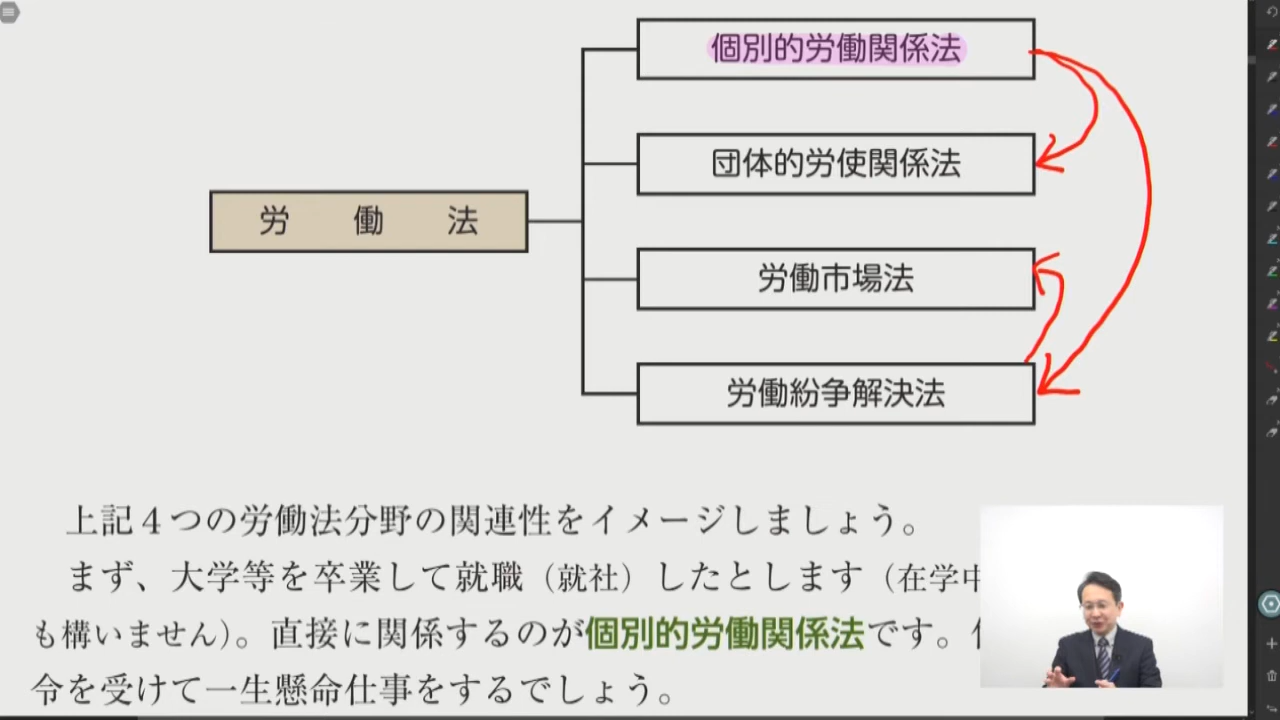 個別的労働関係法
団体的労使関係法
労働法
労働市場法
労働紛争解決法
上記4つの労働法分野の関連性をイメージしましょう。
まず、大学等を卒業して就職（就社）したとします（在学中
も構いません）。直接に関係するのが個別的労働関係法です。
令を受けて一生懸命仕事をするでしょう。